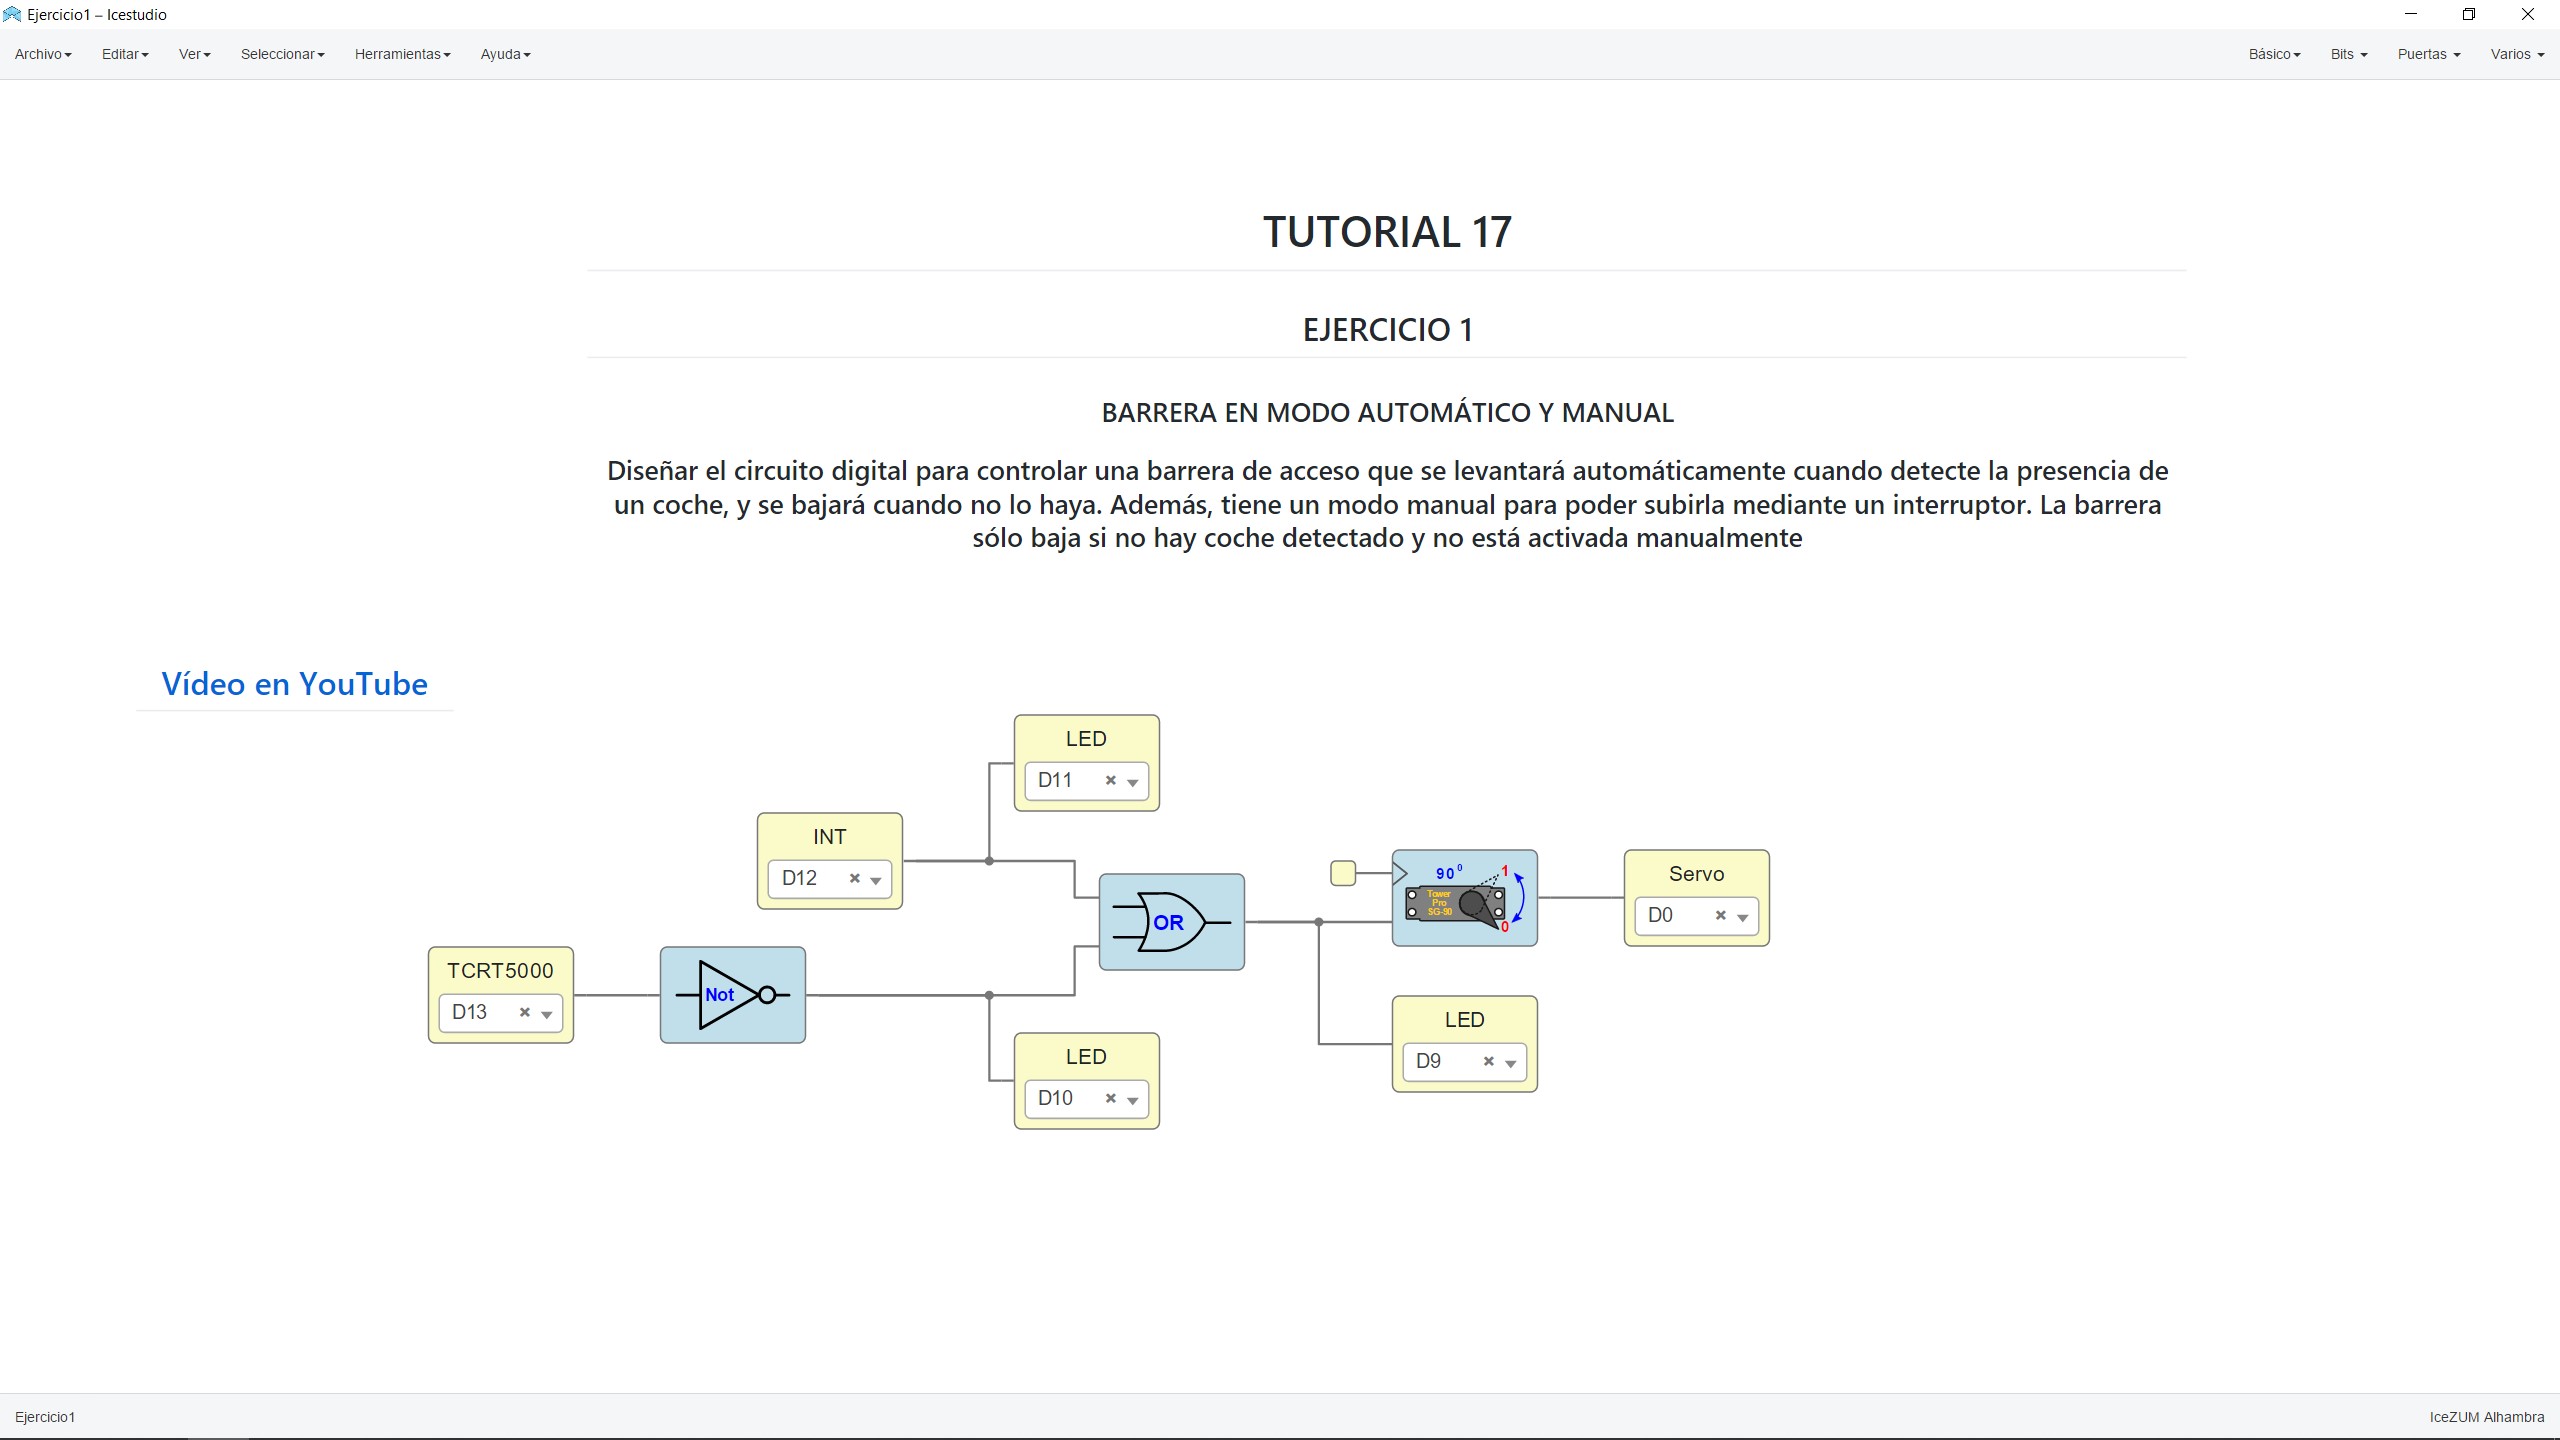 Ejercicio1 – Icestudio
Archivo Editar Ver Seleccionar Herramientas Ayuda Básico Bits Puertas Varios
TUTORIAL 17
EJERCICIO 1
BARRERA EN MODO AUTOMÁTICO Y MANUAL
Diseñar el circuito digital para controlar una barrera de acceso que se levantará automáticamente cuando detecte la presencia de
un coche, y se bajará cuando no lo haya. Además, tiene un modo manual para poder subirla mediante un interruptor. La barrera
sólo baja si no hay coche detectado y no está activada manualmente
Vídeo en YouTube
LED
D11
INT
D12
OR
90⁰
1
Tower
Pro
SG-90
0
Servo
D0
TCRT5000
D13
Not
LED
D10
LED
D9
Ejercicio1
IceZUM Alhambra